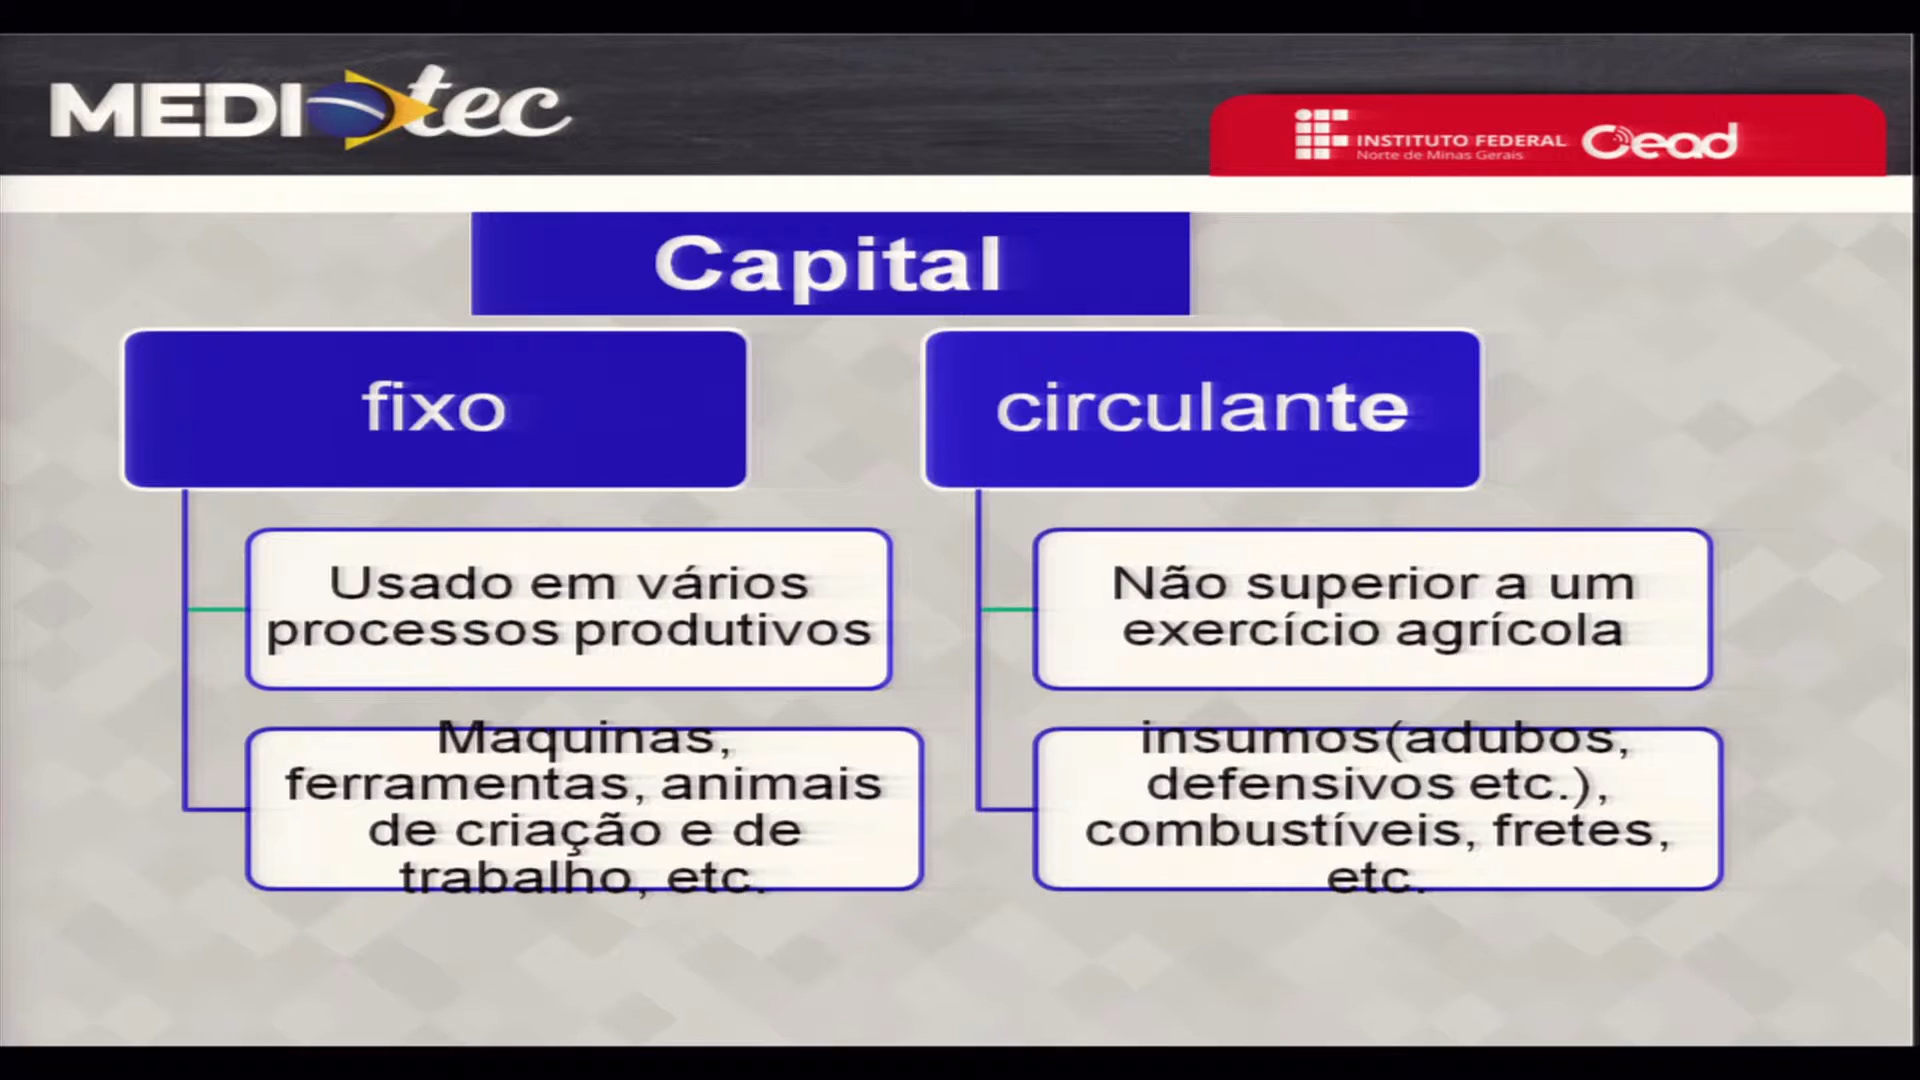 MEDIOtec
INSTITUTO FEDERAL
Norte de Minas Gerais
Cead
Capital
fixo
circulante
Usado em vários
processos produtivos
Não superior a um
exercício agrícola
Maquinas,
ferramentas, animais
de criação e de
trabalho, etc.
insumos(adubos,
defensivos etc.),
combustíveis, fretes,
etc.